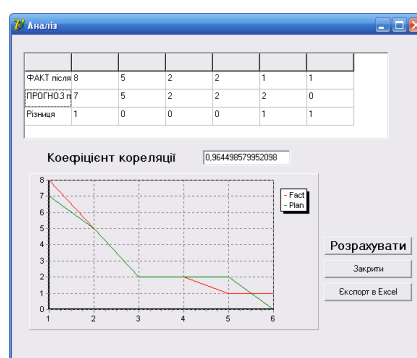 Аналіз
ФАКТ після 8 5 2 2 1 1
ПРОГНОЗ п 7 5 2 2 2 0
Різниця 1 0 0 0 1 1
Коефіцієнт кореляції 0,964498579952098
8
7
6
5
4
3
2
1
0
1 2 3 4 5 6
Fact
Plan
Розрахувати
Закрити
Експорт в Excel